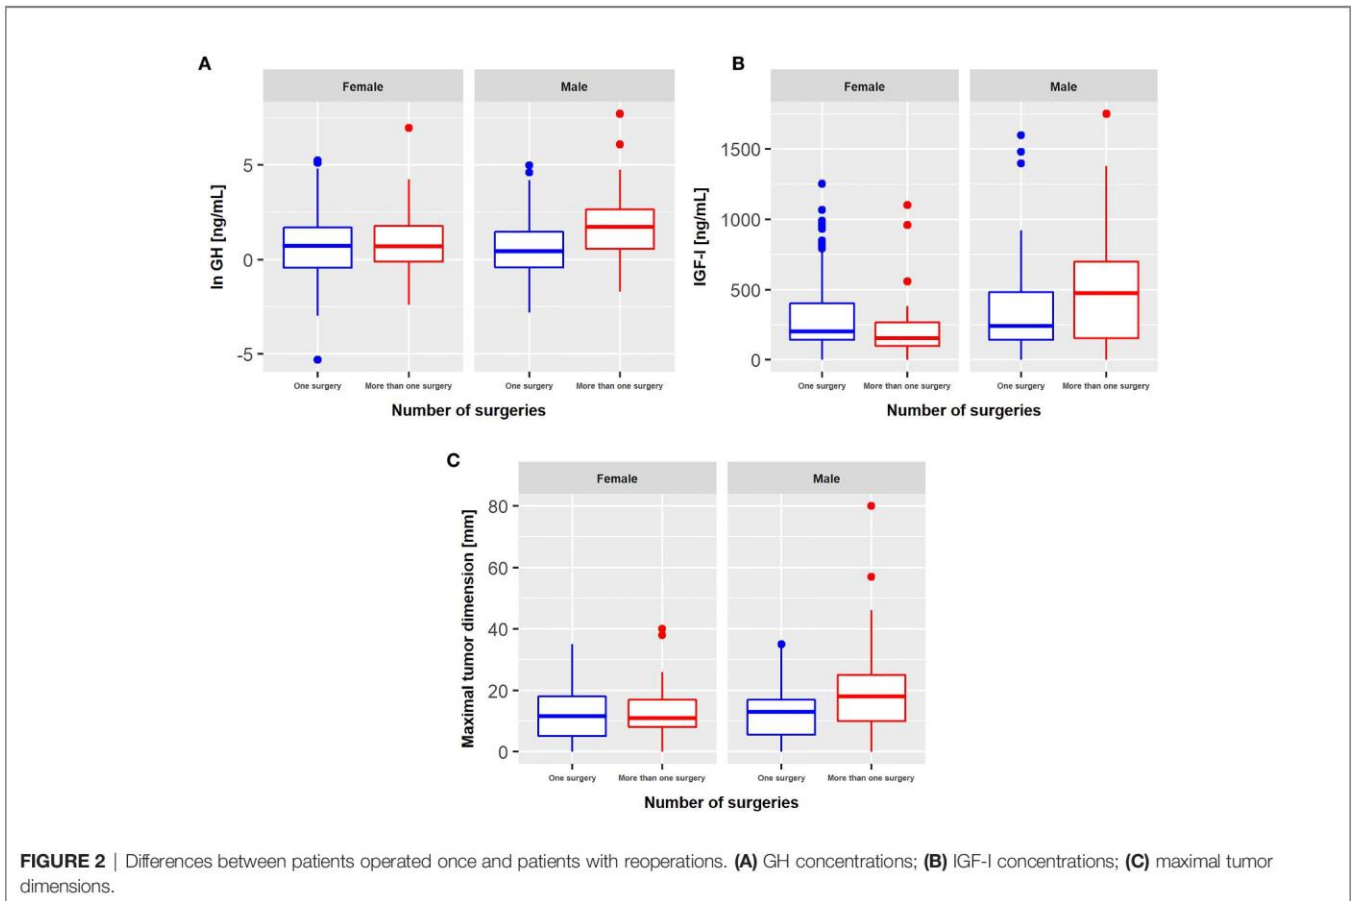 A
Female
Male
ln GH [ng/mL]
5
0
-5
One surgery
More than one surgery
One surgery
More than one surgery
Number of surgeries
B
Female
Male
IGF-I [ng/mL]
1500
1000
500
0
One surgery
More than one surgery
One surgery
More than one surgery
Number of surgeries
C
Female
Male
Maximal tumor dimension [mm]
80
60
40
20
0
One surgery
More than one surgery
One surgery
More than one surgery
Number of surgeries
FIGURE 2 | Differences between patients operated once and patients with reoperations. (A) GH concentrations; (B) IGF-I concentrations; (C) maximal tumor
dimensions.